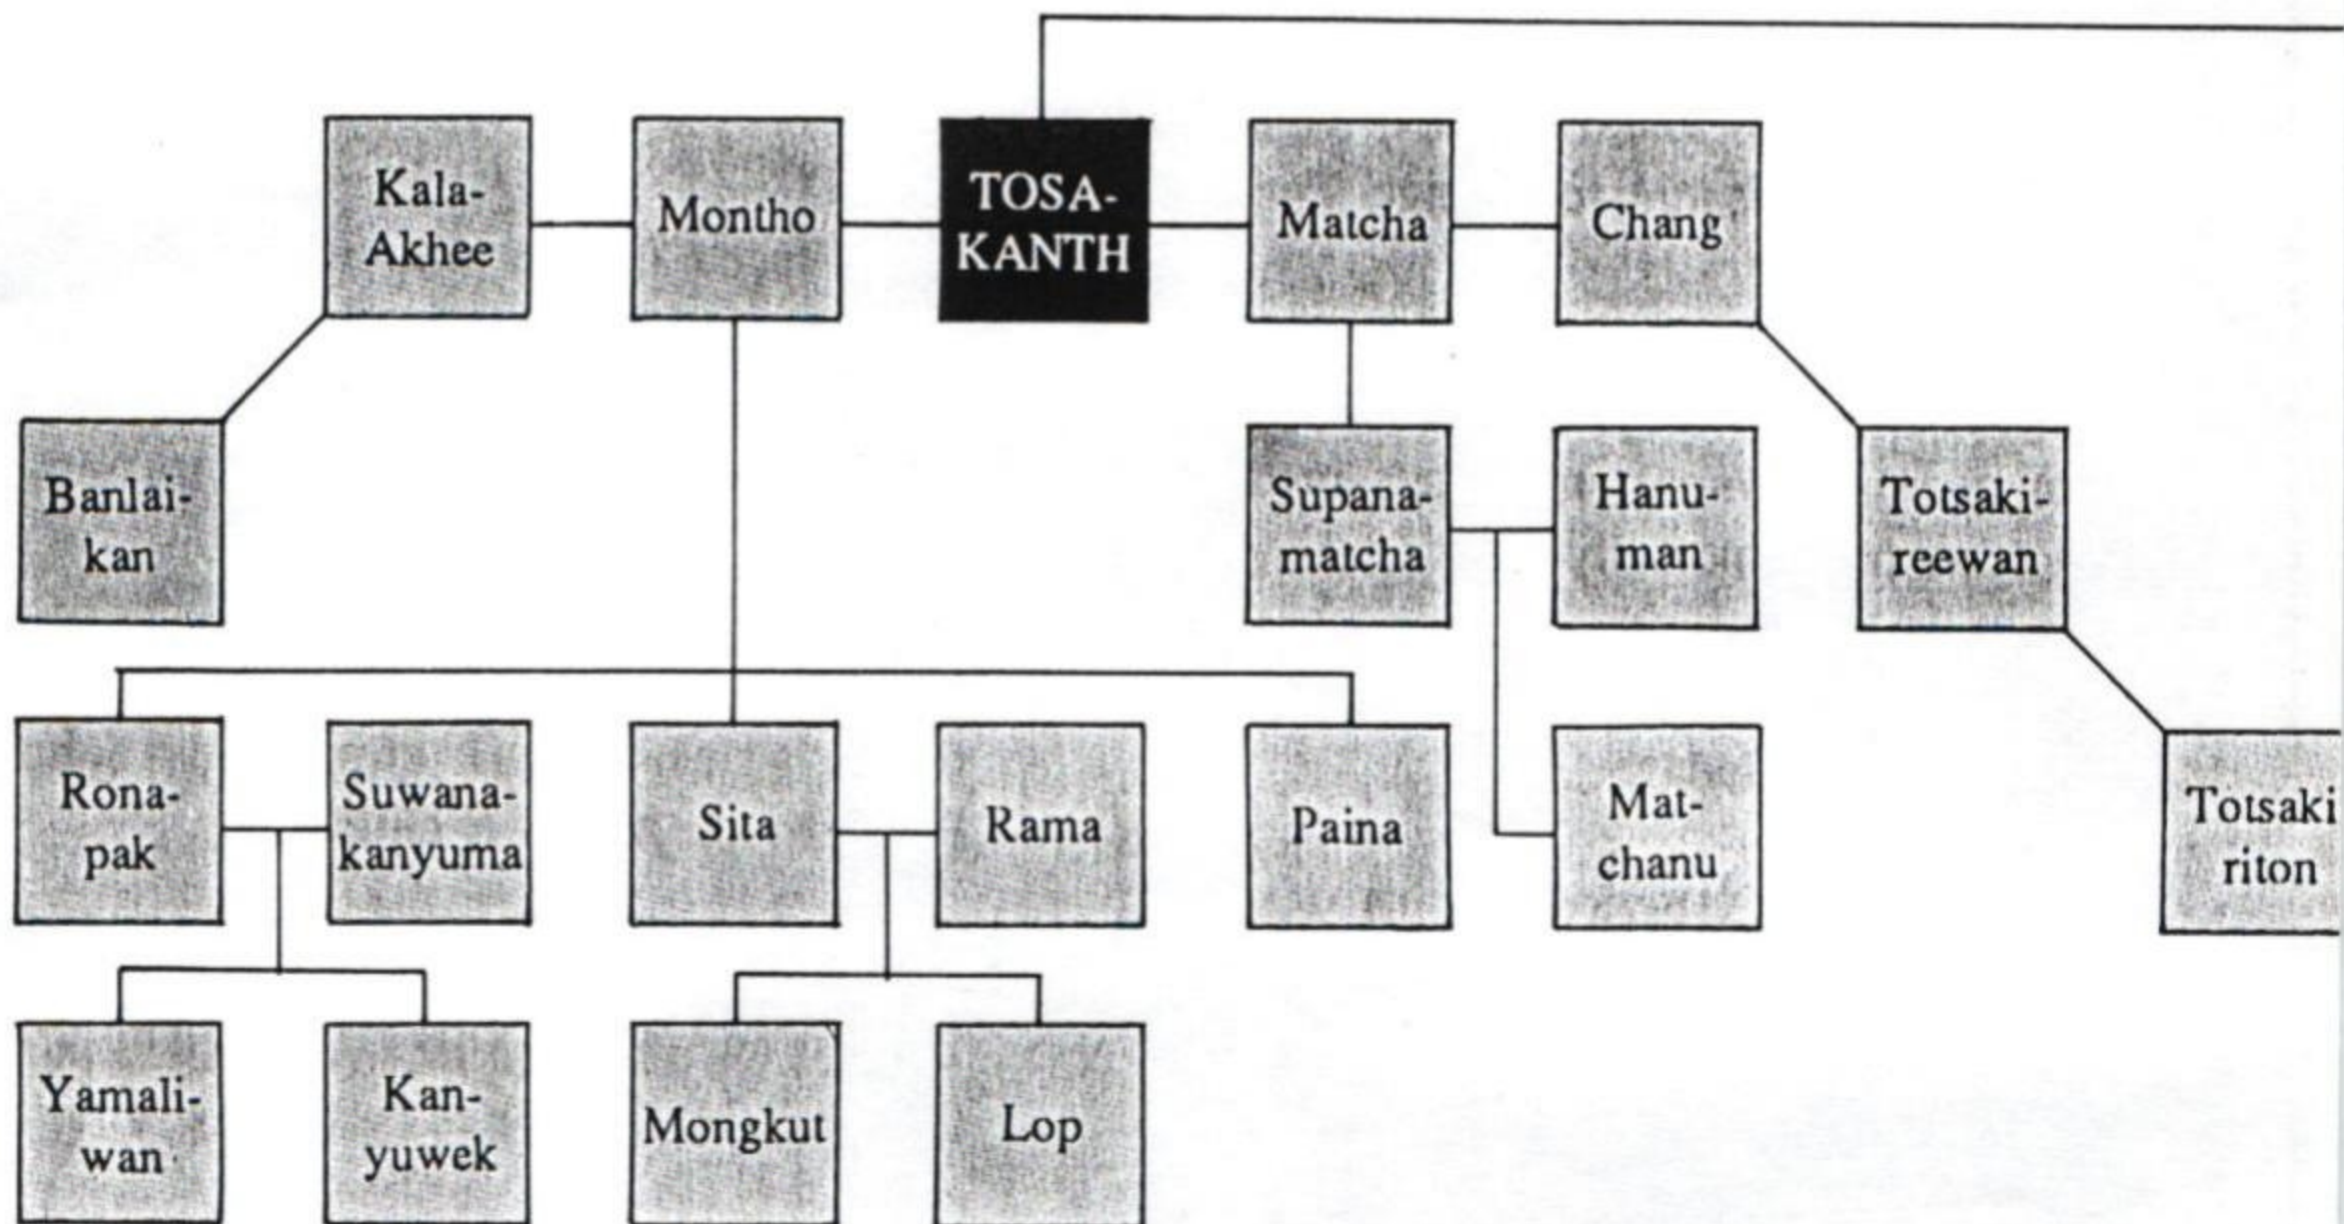 Kala-
Akhee
Montho
TOSA-
KANTH
Matcha
Chang
Banlai-
kan
Supana-
matcha
Hanu-
man
Totsaki-
reewan
Rona-
pak
Suwana-
kanyuma
Sita
Rama
Paina
Mat-
chanu
Totsaki
riton
Yamali-
wan
Kan-
yuwek
Mongkut
Lop